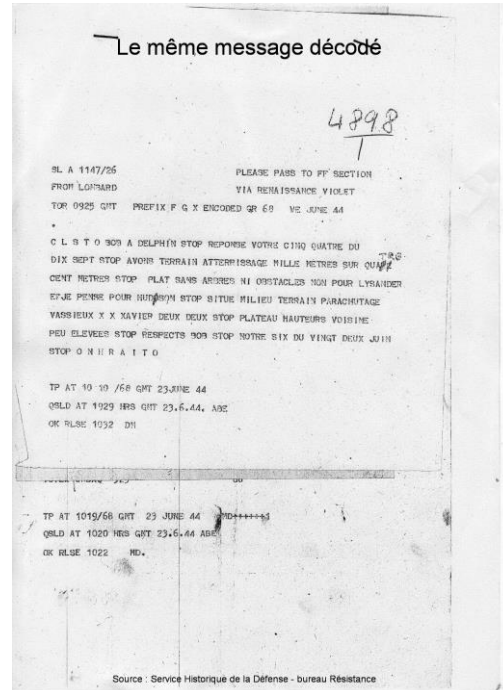 Le même message décodé
4898
1
SL A 1147/26
PLEASE PASS TO FF SECTION
FROM LOMBARD
VIA RENAISSANCE VIOLET
TOR 0925 GMT PREFIX F G X ENCODED GR 68 VE JUNE 44
C L S T O BOB A DELPHIN STOP REPONSE VOTRE CINQ QUATRE DU
DIX SEPT STOP AVONS TERRAIN ATTERRISSAGE MILLE METRES SUR
TRE
CENT METRES STOP PLAT SANS ARBRES NI OBSTACLES NON POUR LYSANDER
JE PENSE POUR STOP SITUE MILIEU TERRAIN PARACHUTAGE
VASSIEUX X X XAVIER DEUX DEUX STOP PLATEAU HAUTEURS VOISINE
PEU ELEVEES STOP RESPECTS BOB STOP NOTRE SIX DU VINGT DEUX JUIN
STOP O N H R A I T O
TP AT 10 19 /68 GMT 23 JUNE 44
QSLD AT 1929 HRS GMT 23.6.44. ABE
OK RLSE 1032 DM
TP AT 1019/68 GMT 23 JUNE 44
QSLD AT 1020 HRS GMT 23.6.44 ABE
OK RLSE 1022 MD.
Source : Service Historique de la Défense - bureau Résistance